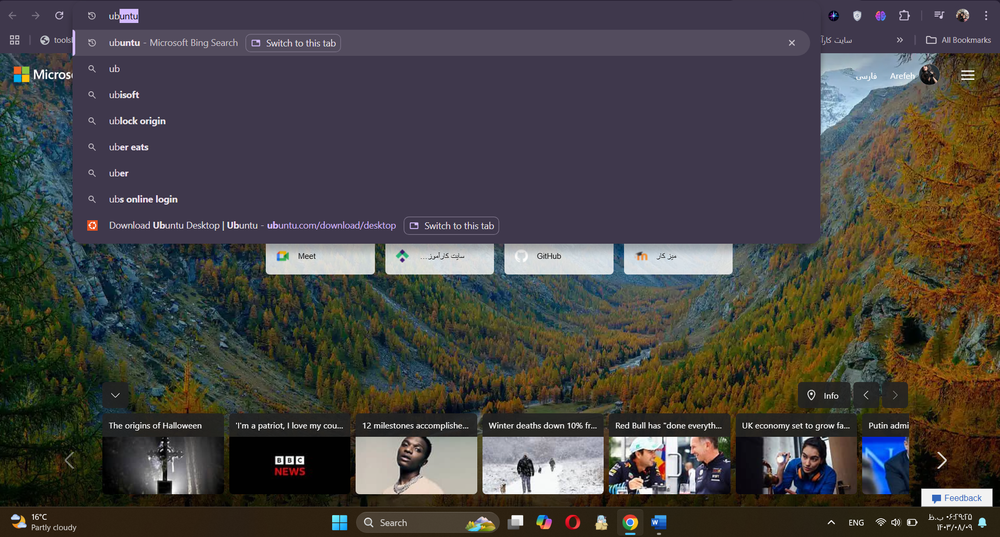 ubuntu
ubuntu - Microsoft Bing Search Switch to this tab
ub
ubisoft
ublock origin
uber eats
uber
ubs online login
Download Ubuntu Desktop | Ubuntu - ubuntu.com/download/desktop Switch to this tab
All Bookmarks
فارسی Arefeh
Meet
سایت کارآموز...
GitHub
میز کار
Info
The origins of Halloween
'I'm a patriot, I love my cou...
12 milestones accomplishe...
Winter deaths down 10% fr...
Red Bull has "done everyth...
UK economy set to grow fa...
Putin admi
BBC
NEWS
Feedback
16°C
Partly cloudy
Search
W
ENG
۰۶:۲۹:۲۵ ب.ظ
۱۴۰۳/۰۸/۰۹